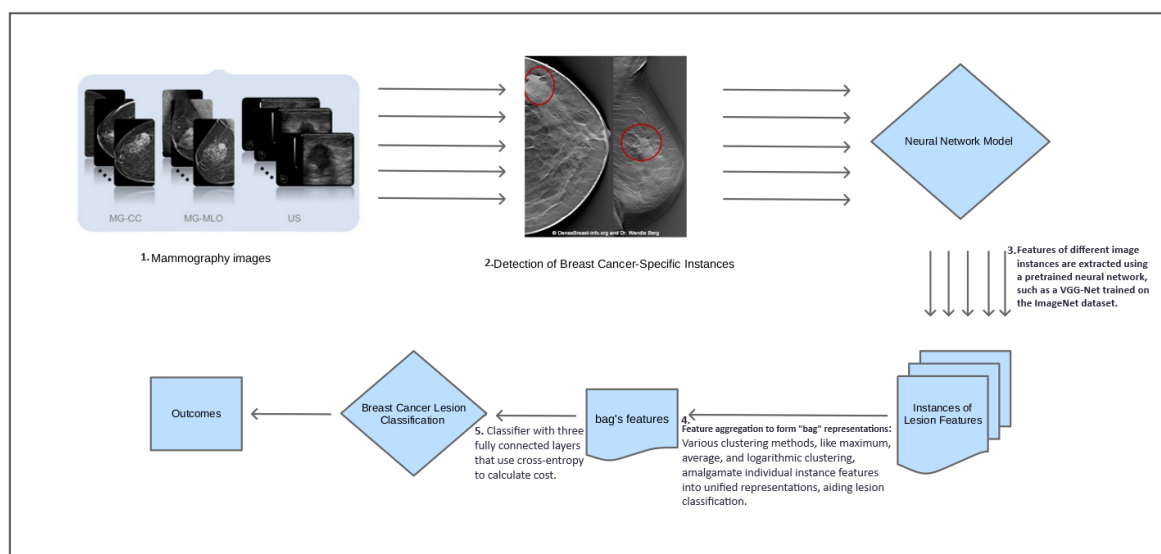 MG-CC
MG-MLO
US
1. Mammography images
© DenseBreast-info.org and Dr. Wendie Berg
2.Detection of Breast Cancer-Specific Instances
Neural Network Model
3.Features of different image
instances are extracted using
a pretrained neural network,
such as a VGG-Net trained on
the ImageNet dataset.
Instances of
Lesion Features
4.
Feature aggregation to form "bag" representations:
Various clustering methods, like maximum,
average, and logarithmic clustering,
amalgamate individual instance features
into unified representations, aiding lesion
classification.
bag's features
5. Classifier with three
fully connected layers
that use cross-entropy
to calculate cost.
Breast Cancer Lesion
Classification
Outcomes